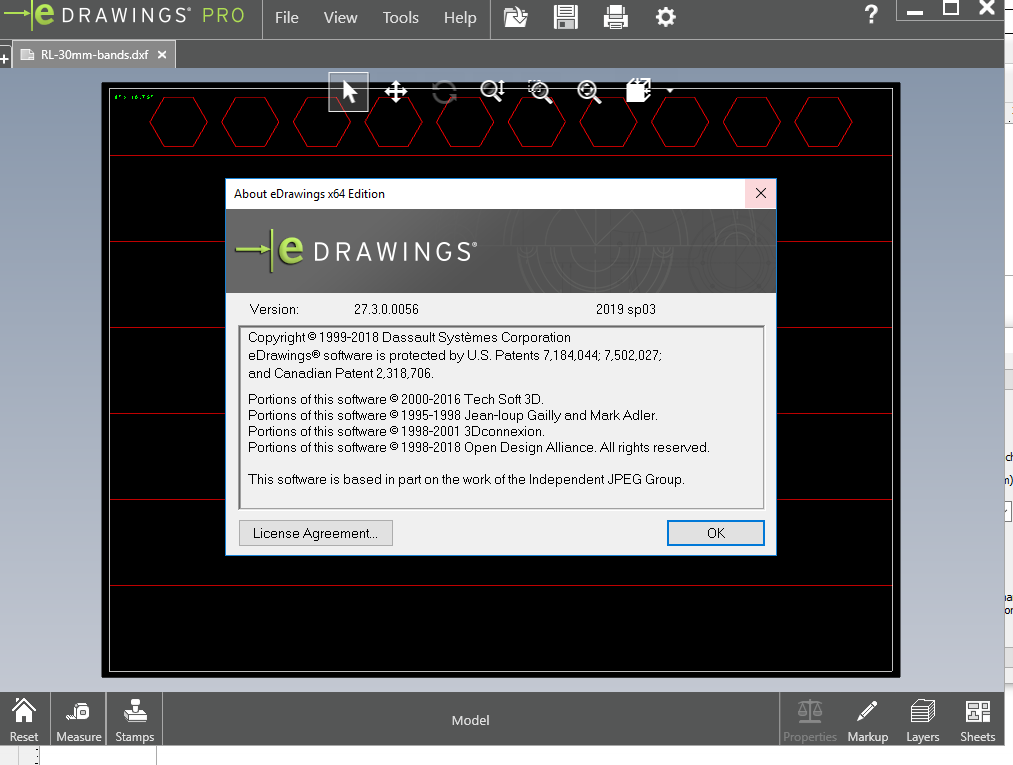 eDRAWINGS® PRO File View Tools Help ?
RL-30mm-bands.dxf
About eDrawings x64 Edition
eDRAWINGS®
Version: 27.3.0.0056 2019 sp03
Copyright © 1999-2018 Dassault Systèmes Corporation
eDrawings® software is protected by U.S. Patents 7,184,044; 7,502,027;
and Canadian Patent 2,318,706.
Portions of this software © 2000-2016 Tech Soft 3D.
Portions of this software © 1995-1998 Jean-loup Gailly and Mark Adler.
Portions of this software © 1998-2001 3Dconnexion.
Portions of this software © 1998-2018 Open Design Alliance. All rights reserved.
This software is based in part on the work of the Independent JPEG Group.
License Agreement... OK
Reset Measure Stamps Model Properties Markup Layers Sheets